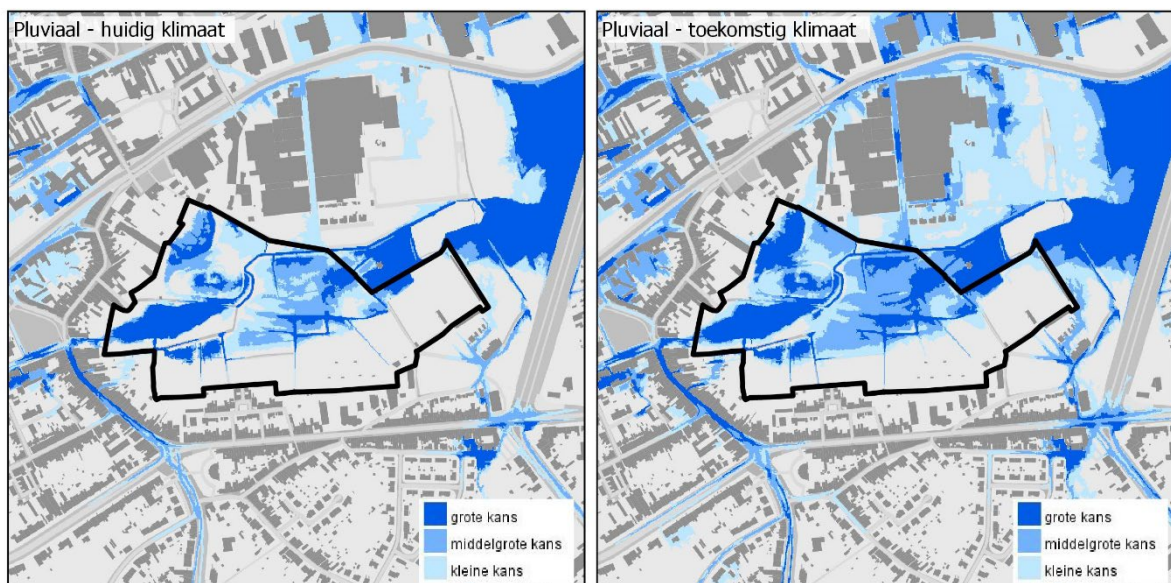 Pluviaal - huidig klimaat
grote kans
middelgrote kans
kleine kans
Pluviaal - toekomstig klimaat
grote kans
middelgrote kans
kleine kans